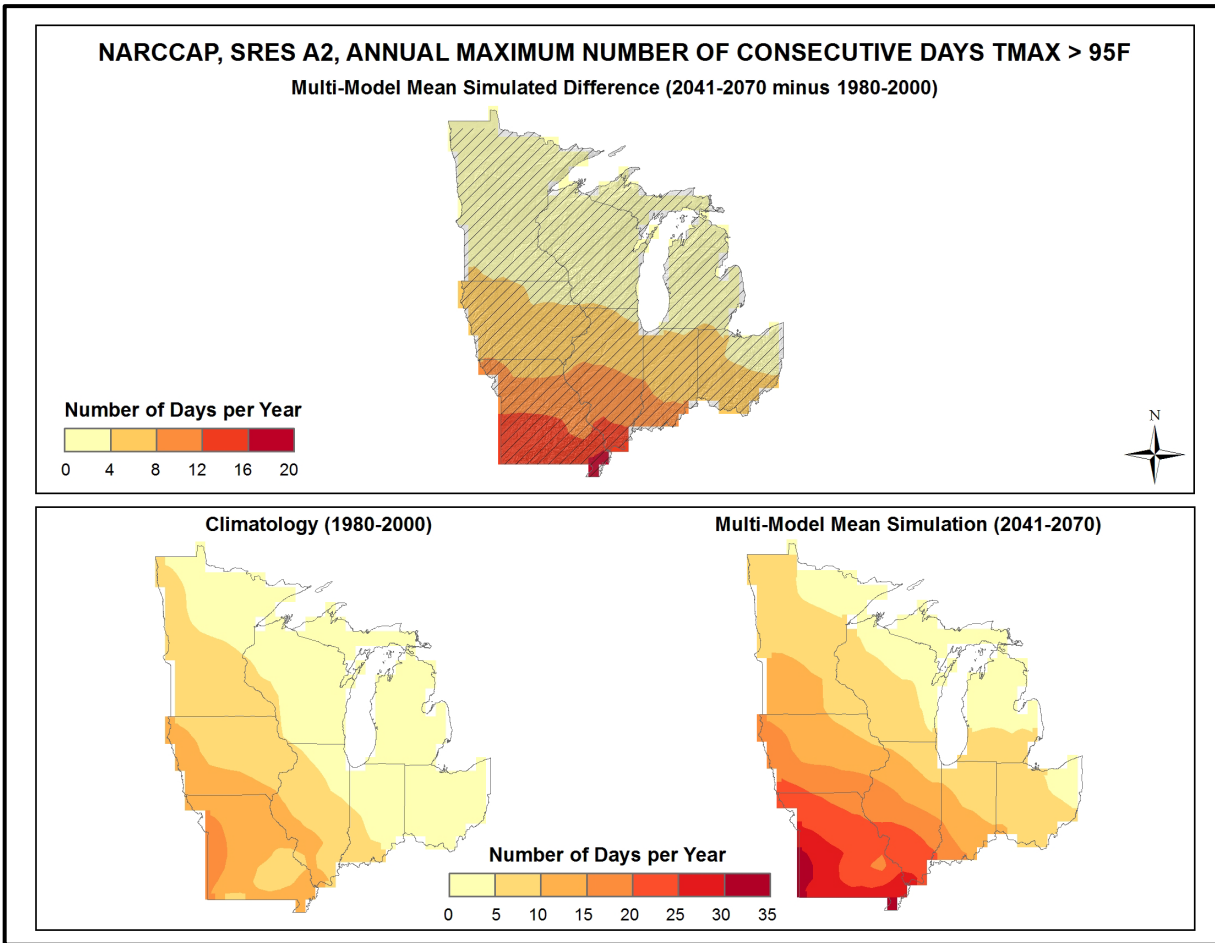 NARCCAP, SRES A2, ANNUAL MAXIMUM NUMBER OF CONSECUTIVE DAYS TMAX > 95F
Multi-Model Mean Simulated Difference (2041-2070 minus 1980-2000)
Number of Days per Year
0 4 8 12 16 20
N
Climatology (1980-2000)
Multi-Model Mean Simulation (2041-2070)
Number of Days per Year
0 5 10 15 20 25 30 35